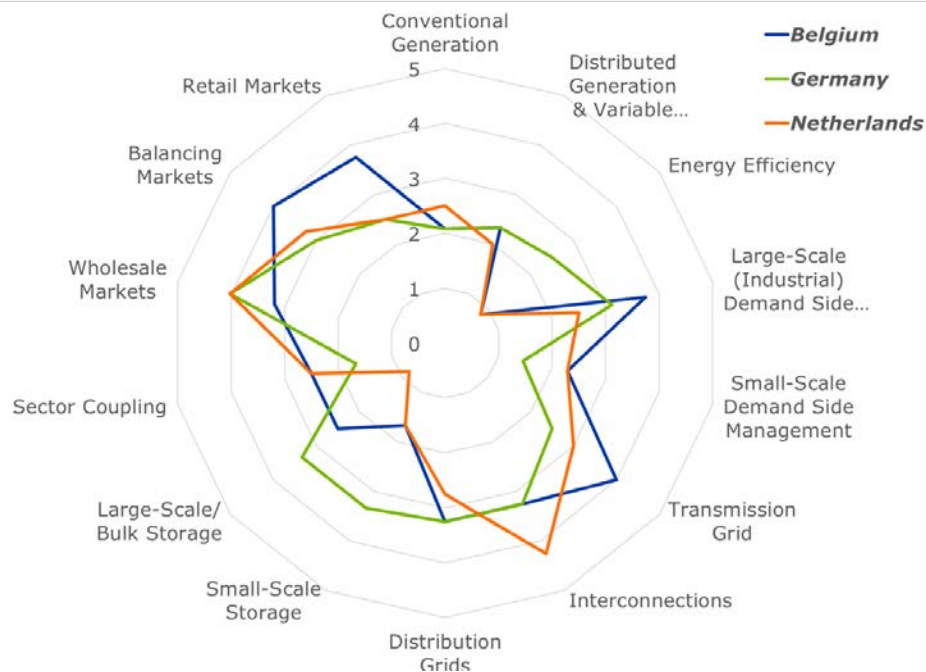 Conventional
Generation
Distributed
Generation
& Variable...
Energy Efficiency
Large-Scale
(Industrial)
Demand Side...
Small-Scale
Demand Side
Management
Transmission
Grid
Interconnections
Distribution
Grids
Small-Scale
Storage
Large-Scale/
Bulk Storage
Sector Coupling
Wholesale
Markets
Balancing
Markets
Retail Markets
5
4
3
2
1
0
Belgium
Germany
Netherlands